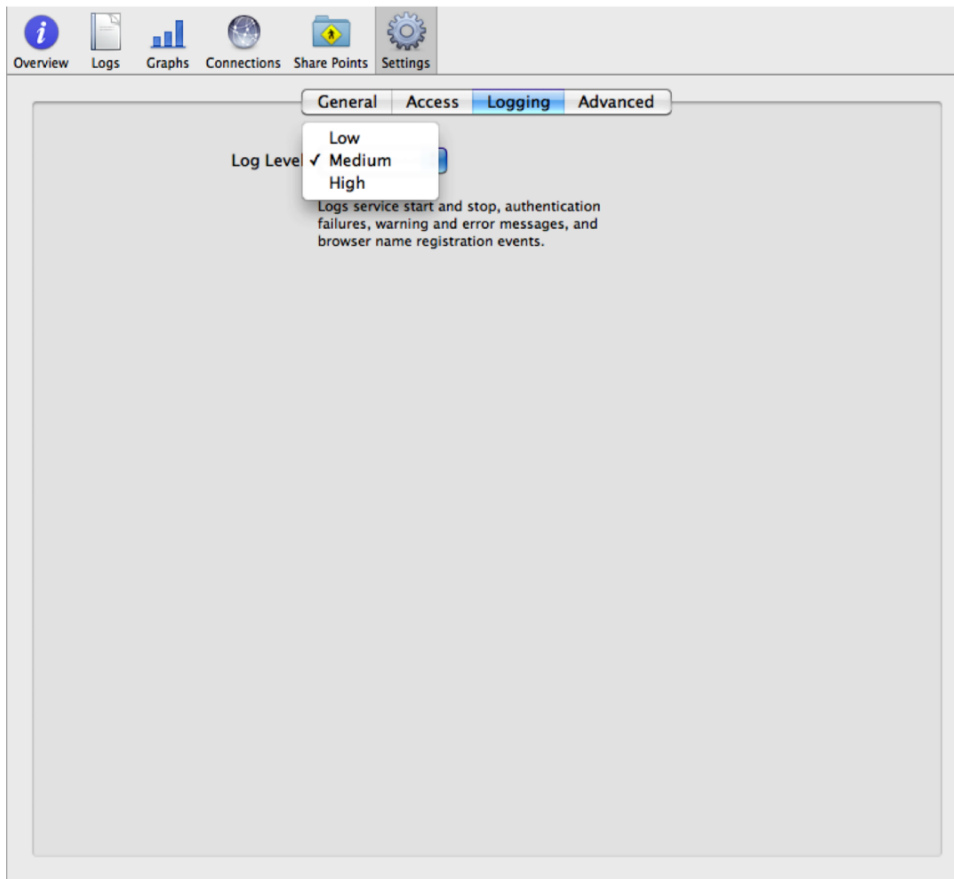 Overview Logs Graphs Connections Share Points Settings
General Access Logging Advanced
Low
Log Level ✓ Medium
High
Logs service start and stop, authentication
failures, warning and error messages, and
browser name registration events.